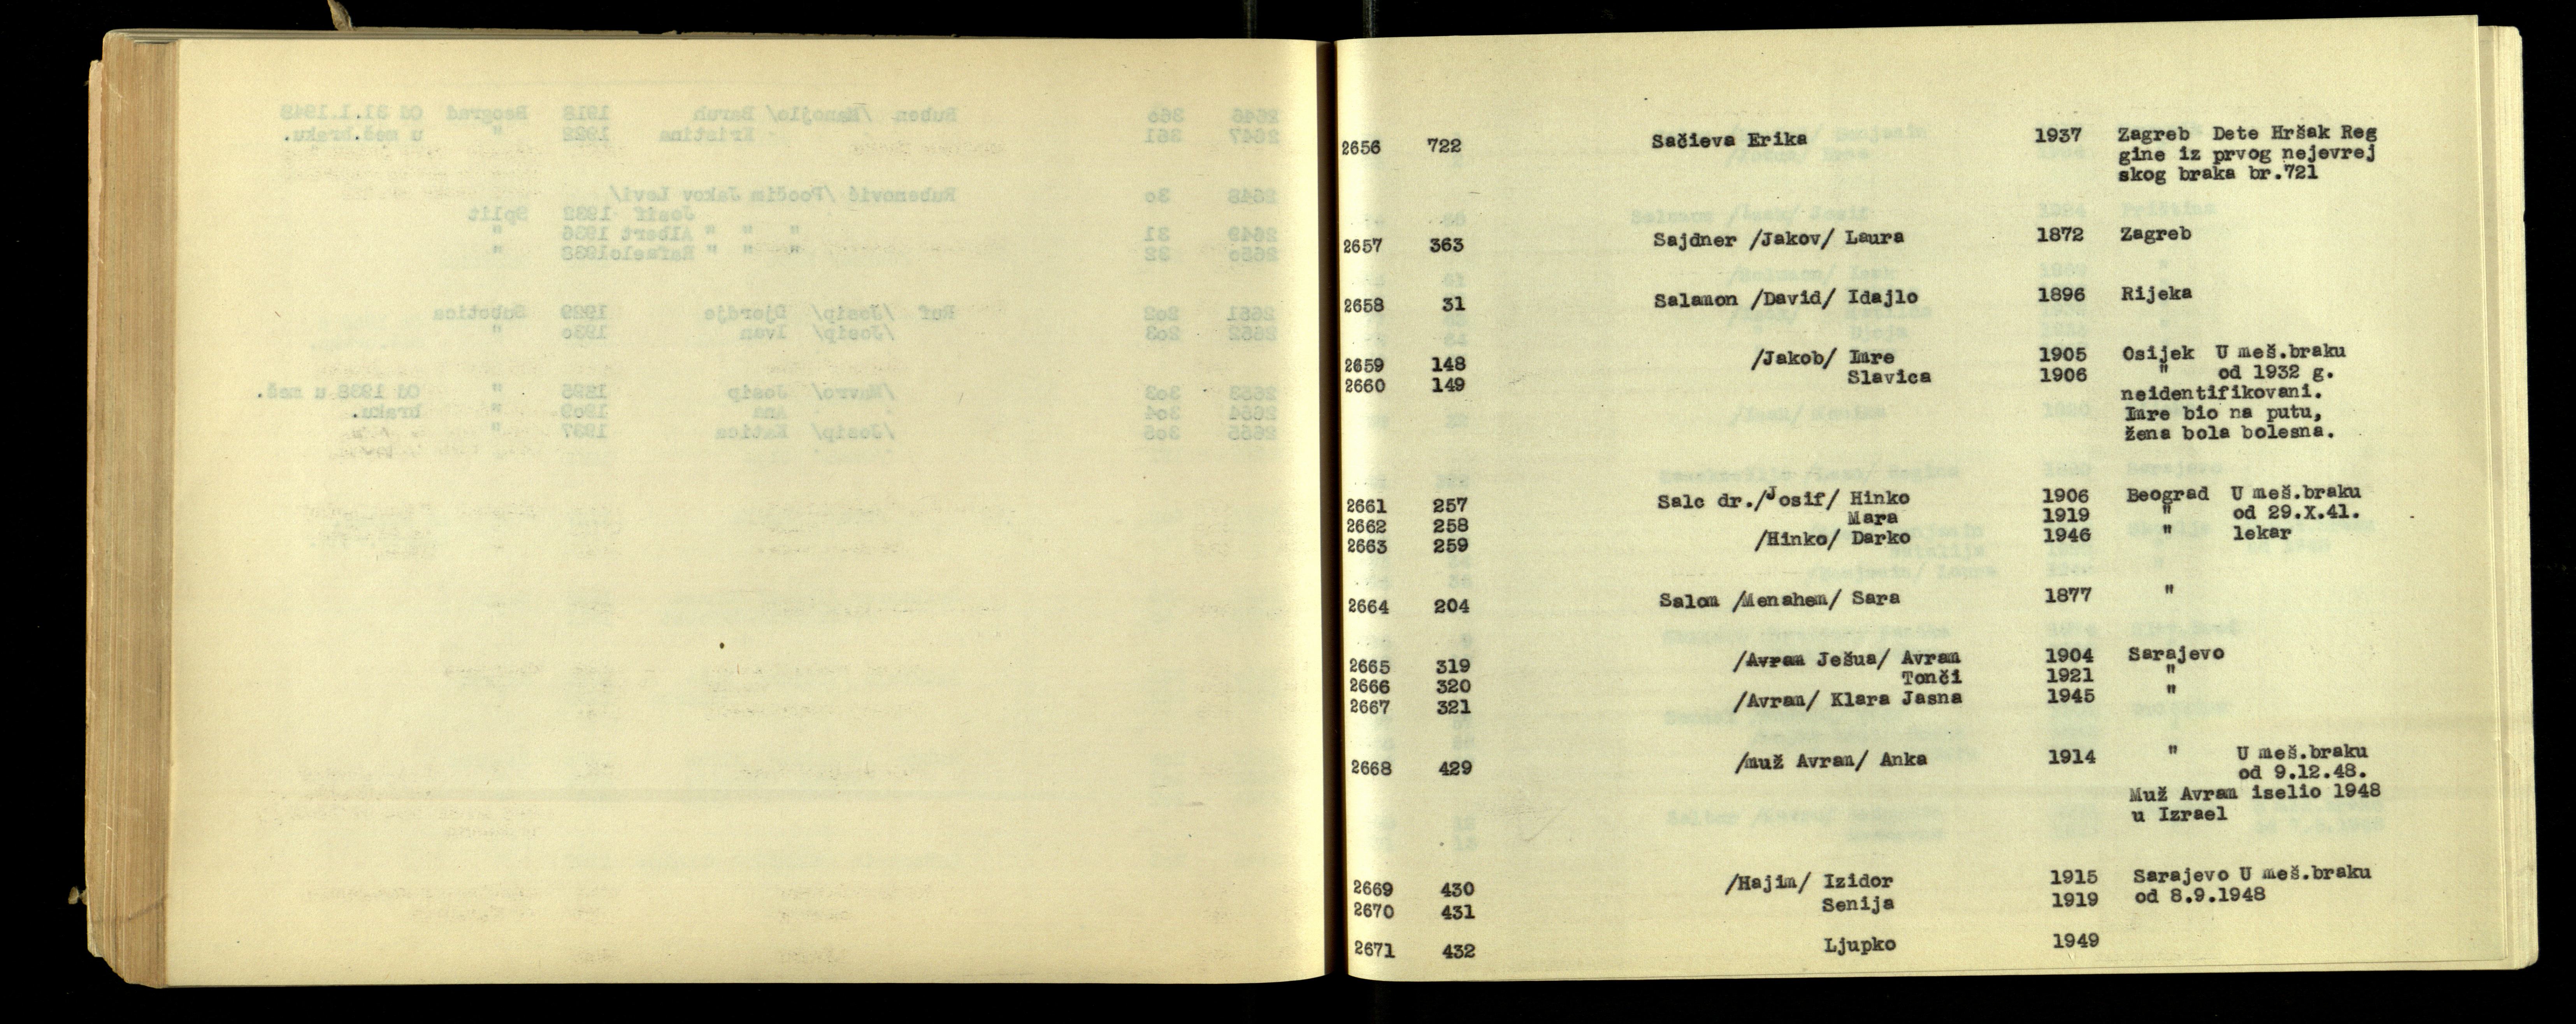 2656 722 Sačieva Erika 1937 Zagreb Dete Hršak Reg
gine iz prvog nejevrej
skog braka br.721
2657 363 Sajdner /Jakov/ Laura 1872 Zagreb
2658 31 Salamon /David/ Idajlo 1896 Rijeka
2659 148 /Jakob/ Imre 1905 Osijek U meš.braku
2660 149 Slavica 1906 " od 1932 g.
neidentifikovani.
Imre bio na putu,
žena bola bolesna.
2661 257 Salc dr./Josif/ Hinko 1906 Beograd U meš.braku
2662 258 Mara 1919 " od 29.X.41.
2663 259 /Hinko/ Darko 1946 " lekar
2664 204 Salom /Menahem/ Sara 1877 "
2665 319 /Avram Ješua/ Avram 1904 Sarajevo
2666 320 Tonči 1921 "
2667 321 /Avram/ Klara Jasna 1945 "
2668 429 /muž Avram/ Anka 1914 " U meš.braku
od 9.12.48.
Muž Avram iselio 1948
u Izrael
2669 430 /Hajim/ Izidor 1915 Sarajevo U meš.braku
2670 431 Senija 1919 od 8.9.1948
2671 432 Ljupko 1949